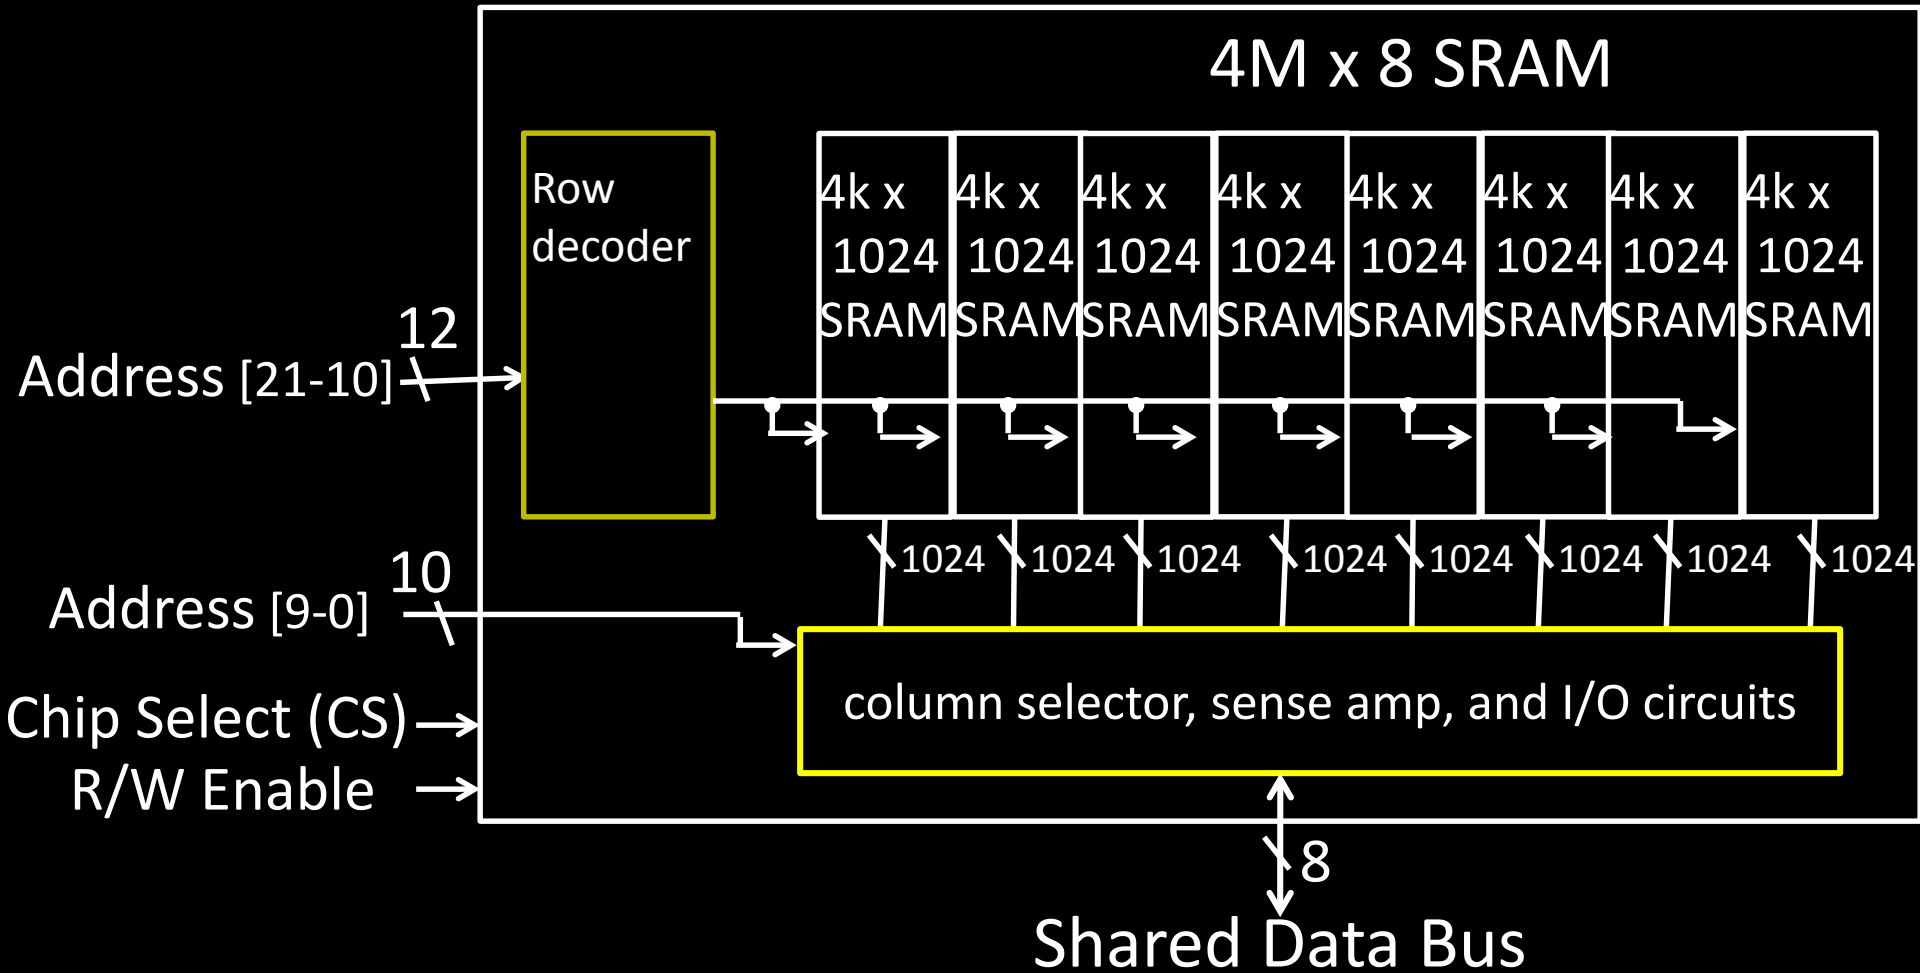 4M x 8 SRAM
Row
decoder
4k x
1024
SRAM
4k x
1024
SRAM
4k x
1024
SRAM
4k x
1024
SRAM
4k x
1024
SRAM
4k x
1024
SRAM
4k x
1024
SRAM
4k x
1024
SRAM
12
Address [21-10]
1024
1024
1024
1024
1024
1024
1024
1024
10
Address [9-0]
column selector, sense amp, and I/O circuits
Chip Select (CS)
R/W Enable
8
Shared Data Bus